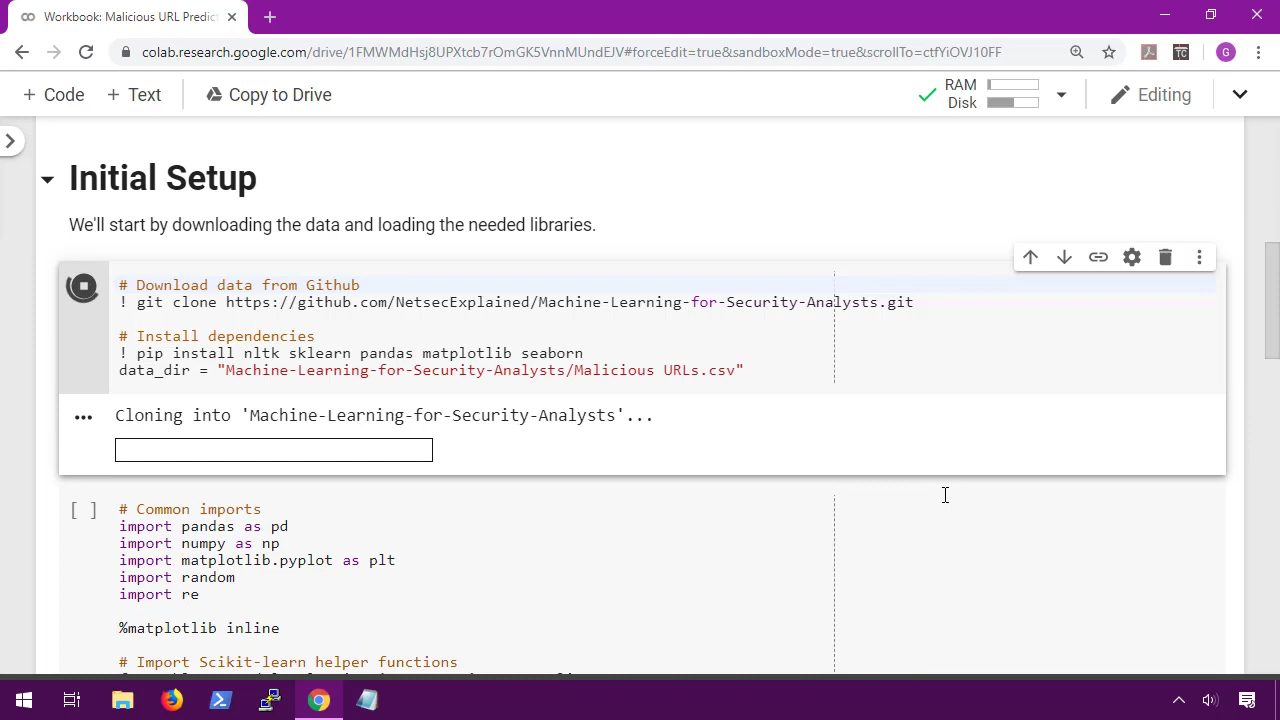 Workbook: Malicious URL Predict
colab.research.google.com/drive/1FMWMdHsj8UPXtcb7rOmGK5VnnMUndEJV#forceEdit=true&sandboxMode=true&scrollTo=ctfYiOVJ10FF
TC
G
+ Code + Text Copy to Drive
RAM
Disk
Editing
Initial Setup
We'll start by downloading the data and loading the needed libraries.
# Download data from Github
! git clone https://github.com/NetsecExplained/Machine-Learning-for-Security-Analysts.git
# Install dependencies
! pip install nltk sklearn pandas matplotlib seaborn
data_dir = "Machine-Learning-for-Security-Analysts/Malicious URLs.csv"
Cloning into 'Machine-Learning-for-Security-Analysts'...
[ ] # Common imports
import pandas as pd
import numpy as np
import matplotlib.pyplot as plt
import random
import re
%matplotlib inline
# Import Scikit-learn helper functions